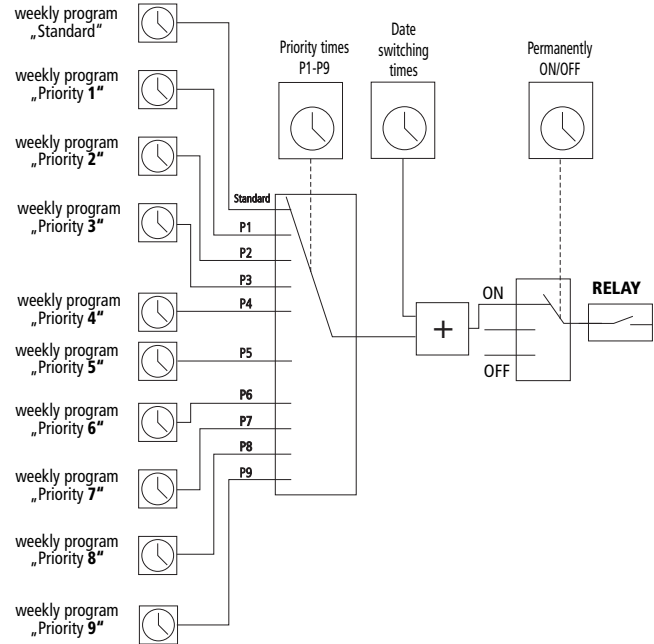 weekly program
„Standard“
weekly program
„Priority 1“
weekly program
„Priority 2“
weekly program
„Priority 3“
weekly program
„Priority 4“
weekly program
„Priority 5“
weekly program
„Priority 6“
weekly program
„Priority 7“
weekly program
„Priority 8“
weekly program
„Priority 9“
Priority times
P1-P9
Date
switching
times
Permanently
ON/OFF
Standard
P1
P2
P3
P4
P5
P6
P7
P8
P9
+
ON
OFF
RELAY